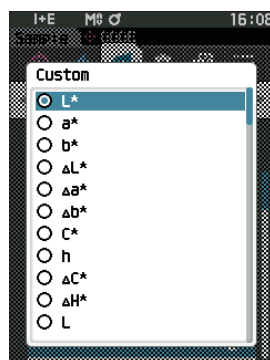 I+E M0 16:08
Sample
Custom
L*
a*
b*
ΔL*
Δa*
Δb*
C*
h
ΔC*
ΔH*
L